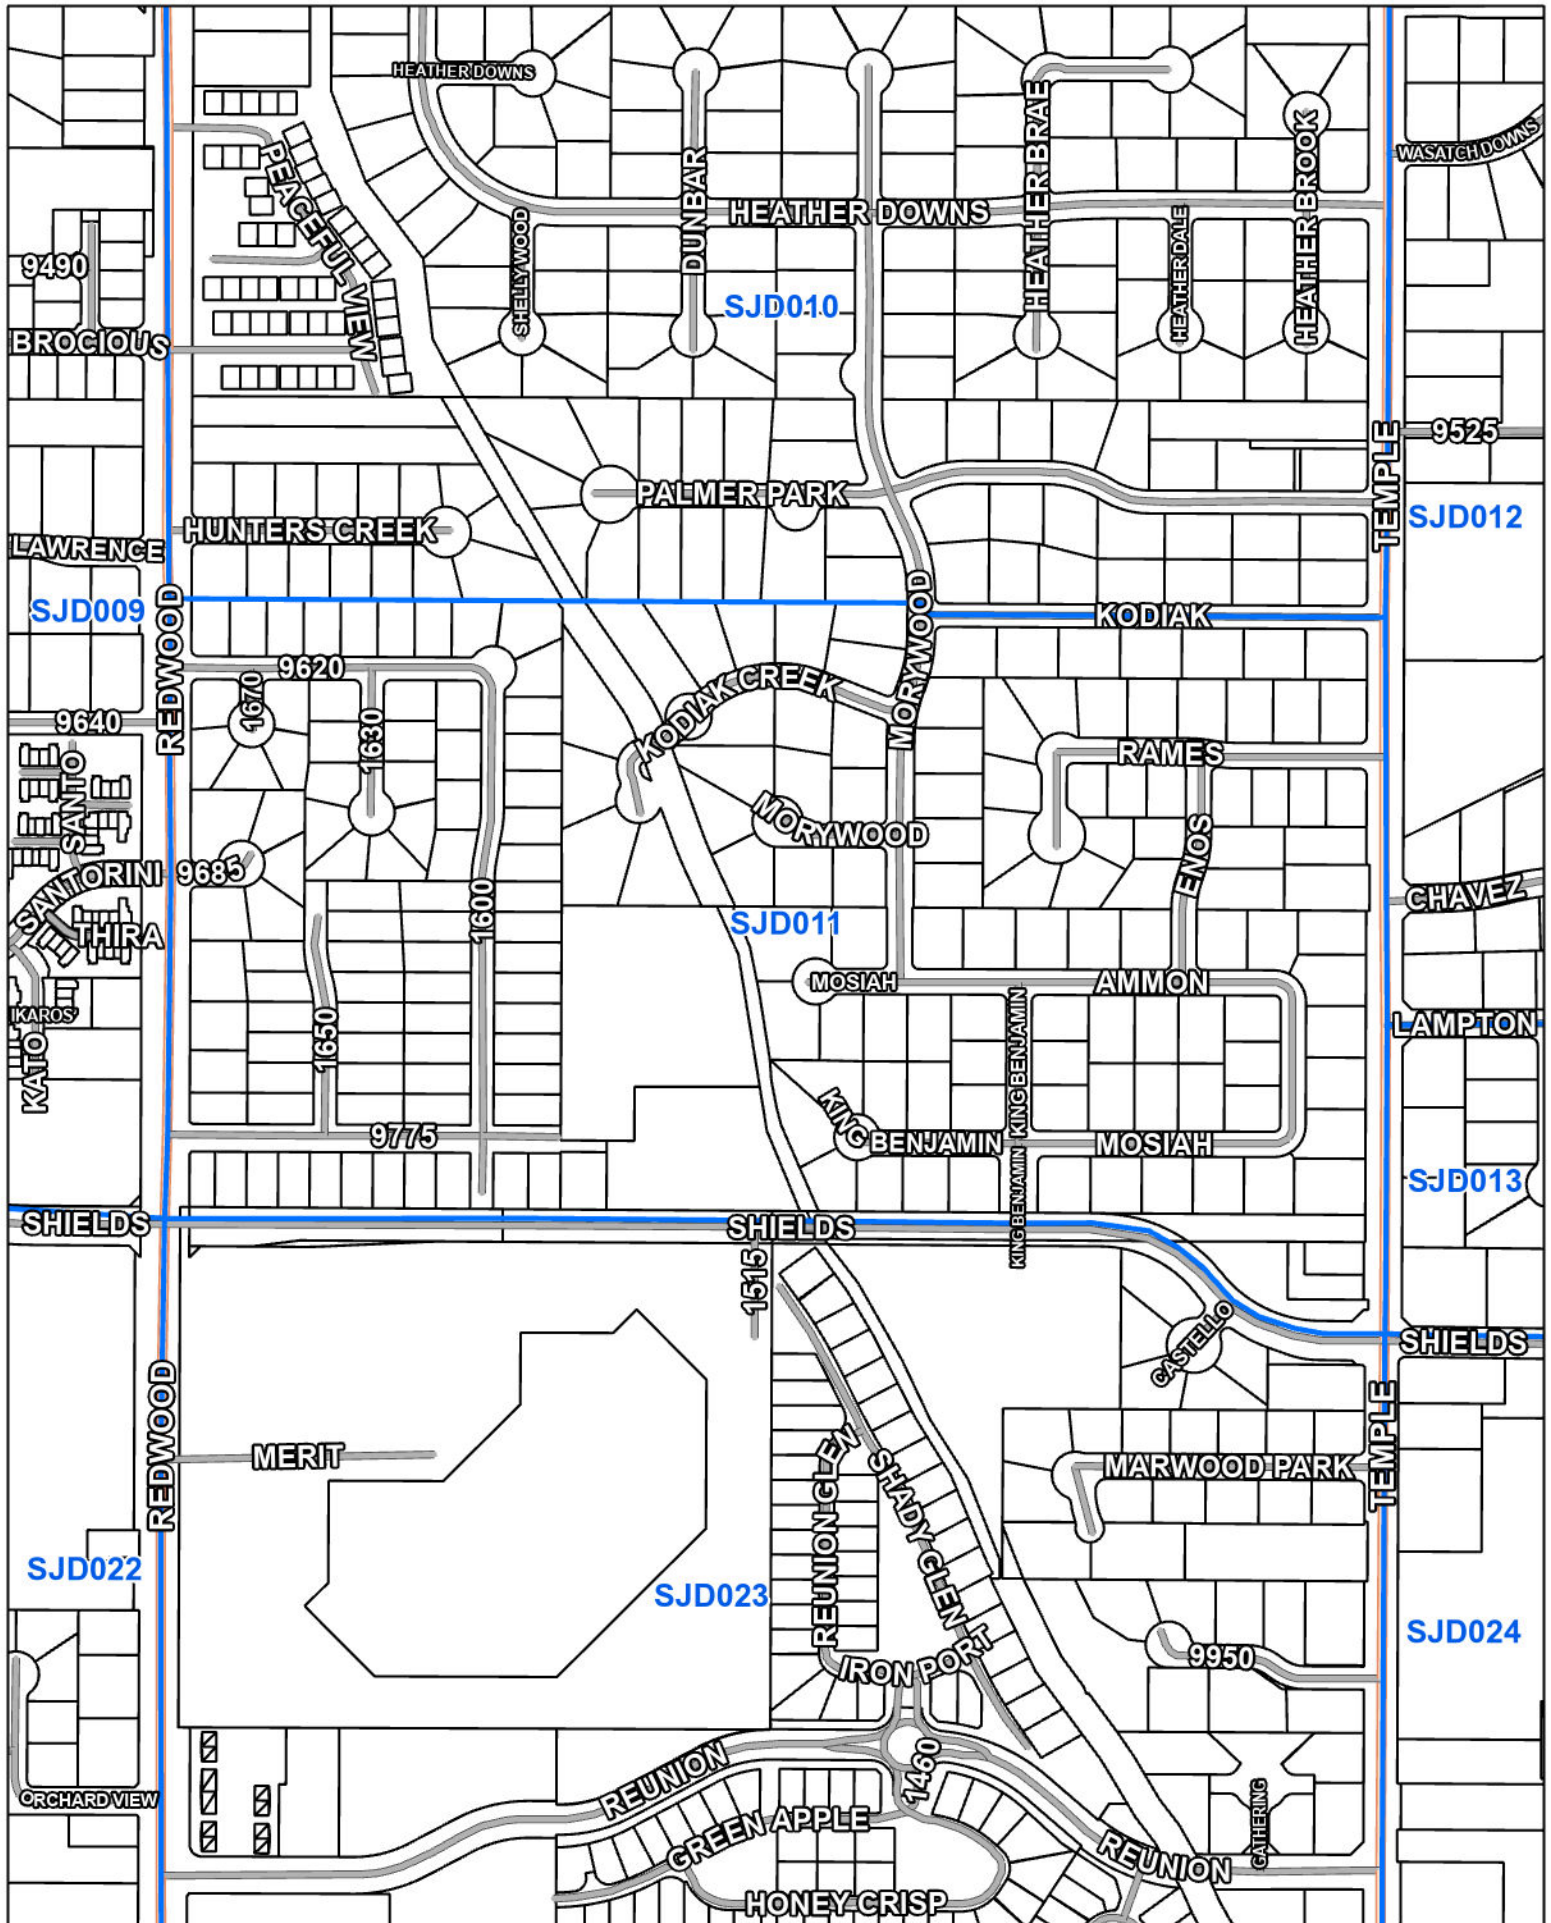 HEATHER DOWNS
HEATHER BRAE
HEATHER BROOK
WASATCH DOWNS
PEACEFUL VIEW
DUNBAR
HEATHER DOWNS
SHELLY WOOD
HEATHER DALE
9490
SJD010
BROCIOUS
TEMPLE
9525
PALMER PARK
SJD012
HUNTERS CREEK
LAWRENCE
SJD009
REDWOOD
MORYWOOD
KODIAK
9620
1670
KODIAK CREEK
9640
1630
RAMES
SANTO
MORYWOOD
ENOS
SANTORINI
9685
1600
CHAVEZ
SJD011
THIRA
MOSIAH
AMMON
IKAROS
KATO
1650
KING BENJAMIN
LAMPTON
KING BENJAMIN
9775
MOSIAH
KING BENJAMIN
SJD013
SHIELDS
SHIELDS
1515
CASTELLO
SHIELDS
REDWOOD
MERIT
REUNION GLEN
SHADY GLEN
MARWOOD PARK
TEMPLE
SJD022
SJD023
SJD024
IRON PORT
9950
REUNION
1460
ORCHARD VIEW
GREEN APPLE
GATHERING
REUNION
HONEY CRISP